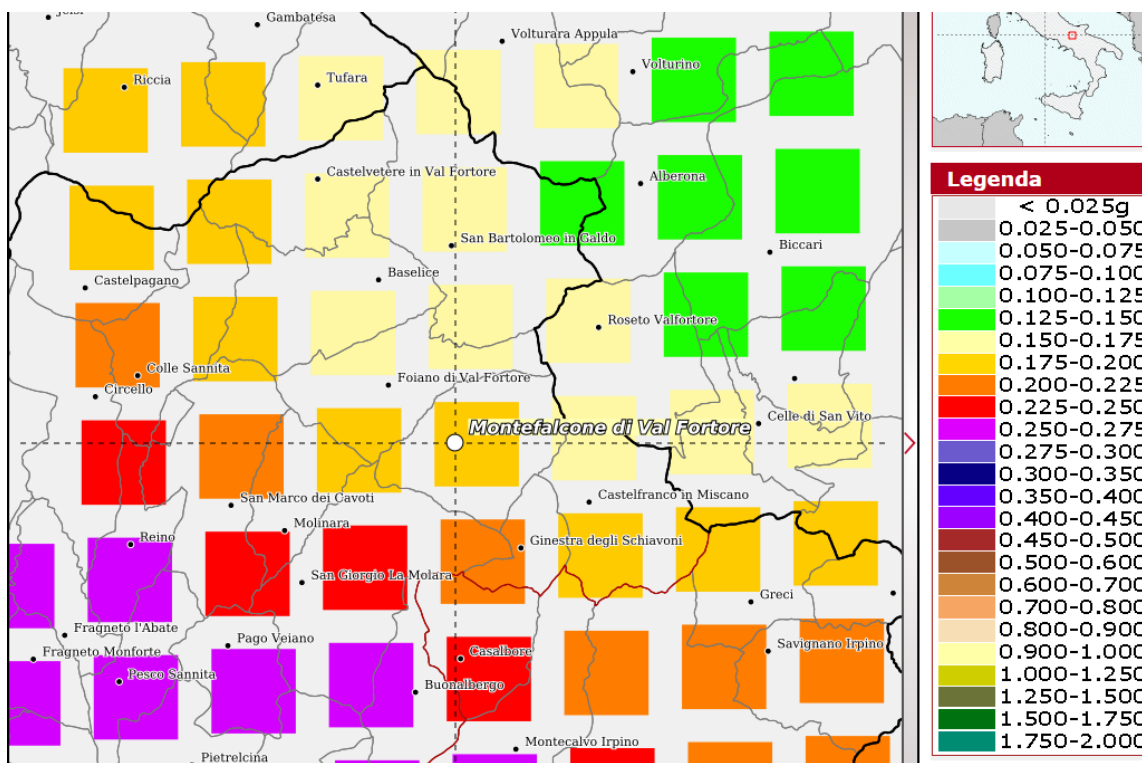 Gambatesa
Volturara Appula
Riccia
Tufara
Volturino
Castelvetere in Val Fortore
Alberona
San Bartolomeo in Galdo
Biccari
Baselice
Castelpagano
Roseto Valfortore
Colle Sannita
Circello
Foiano di Val Fortore
Celle di San Vito
Montefalcone di Val Fortore
San Marco dei Cavoti
Castelfranco in Miscano
Molinara
Reino
Ginestra degli Schiavoni
San Giorgio La Molara
Greci
Fragneto l'Abate
Pago Veiano
Savignano Irpino
Fragneto Monforte
Casalbore
Pesco Sannita
Buonalbergo
Montecalvo Irpino
Pietrelcina
Legenda
< 0.025g
0.025-0.050
0.050-0.075
0.075-0.100
0.100-0.125
0.125-0.150
0.150-0.175
0.175-0.200
0.200-0.225
0.225-0.250
0.250-0.275
0.275-0.300
0.300-0.350
0.350-0.400
0.400-0.450
0.450-0.500
0.500-0.600
0.600-0.700
0.700-0.800
0.800-0.900
0.900-1.000
1.000-1.250
1.250-1.500
1.500-1.750
1.750-2.000